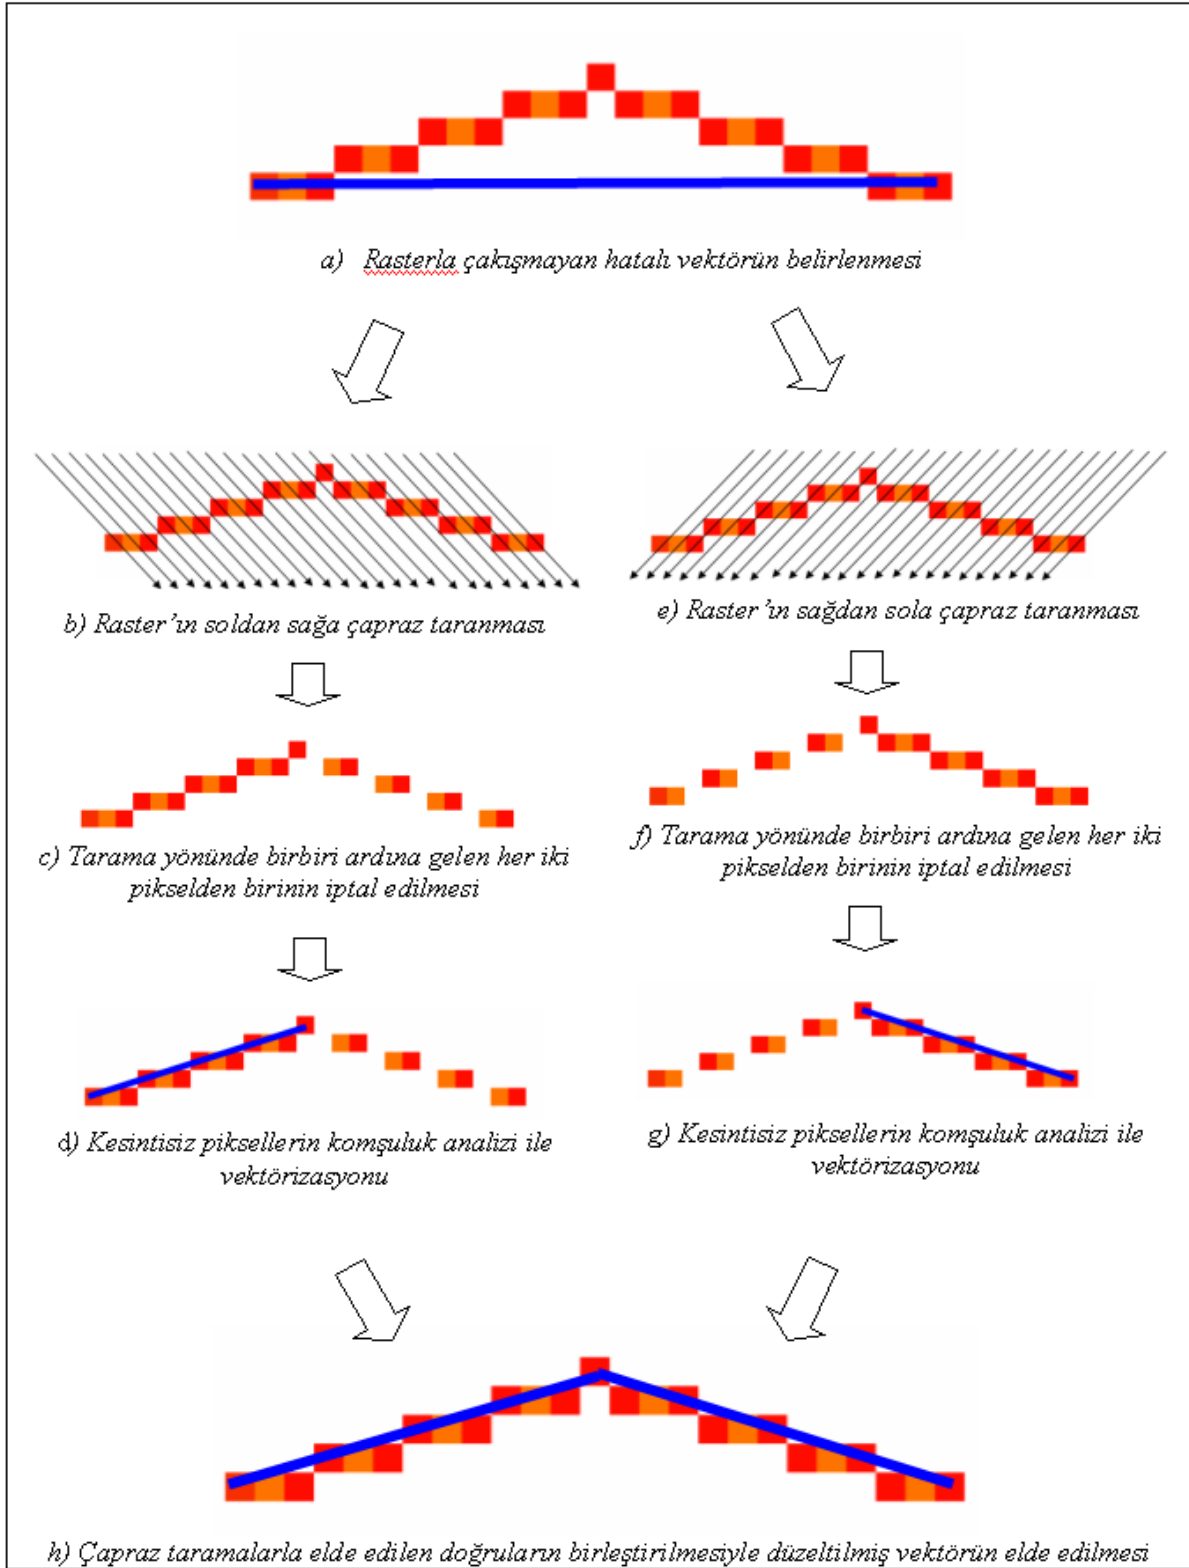 a) Rasterla çakışmayan hatalı vektörün belirlenmesi
b) Raster'ın soldan sağa çapraz taranması
e) Raster'ın sağdan sola çapraz taranması
c) Tarama yönünde birbiri ardına gelen her iki
pikselden birinin iptal edilmesi
f) Tarama yönünde birbiri ardına gelen her iki
pikselden birinin iptal edilmesi
d) Kesintisiz piksellerin komşuluk analizi ile
vektörizasyonu
g) Kesintisiz piksellerin komşuluk analizi ile
vektörizasyonu
h) Çapraz taramalarla elde edilen doğruların birleştirilmesiyle düzeltilmiş vektörün elde edilmesi